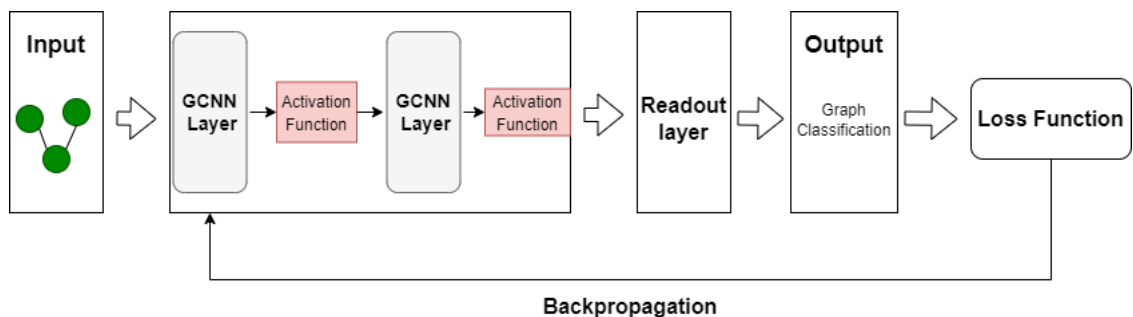 Input
GCNN
Layer
Activation
Function
GCNN
Layer
Activation
Function
Readout
layer
Output
Graph
Classification
Loss Function
Backpropagation